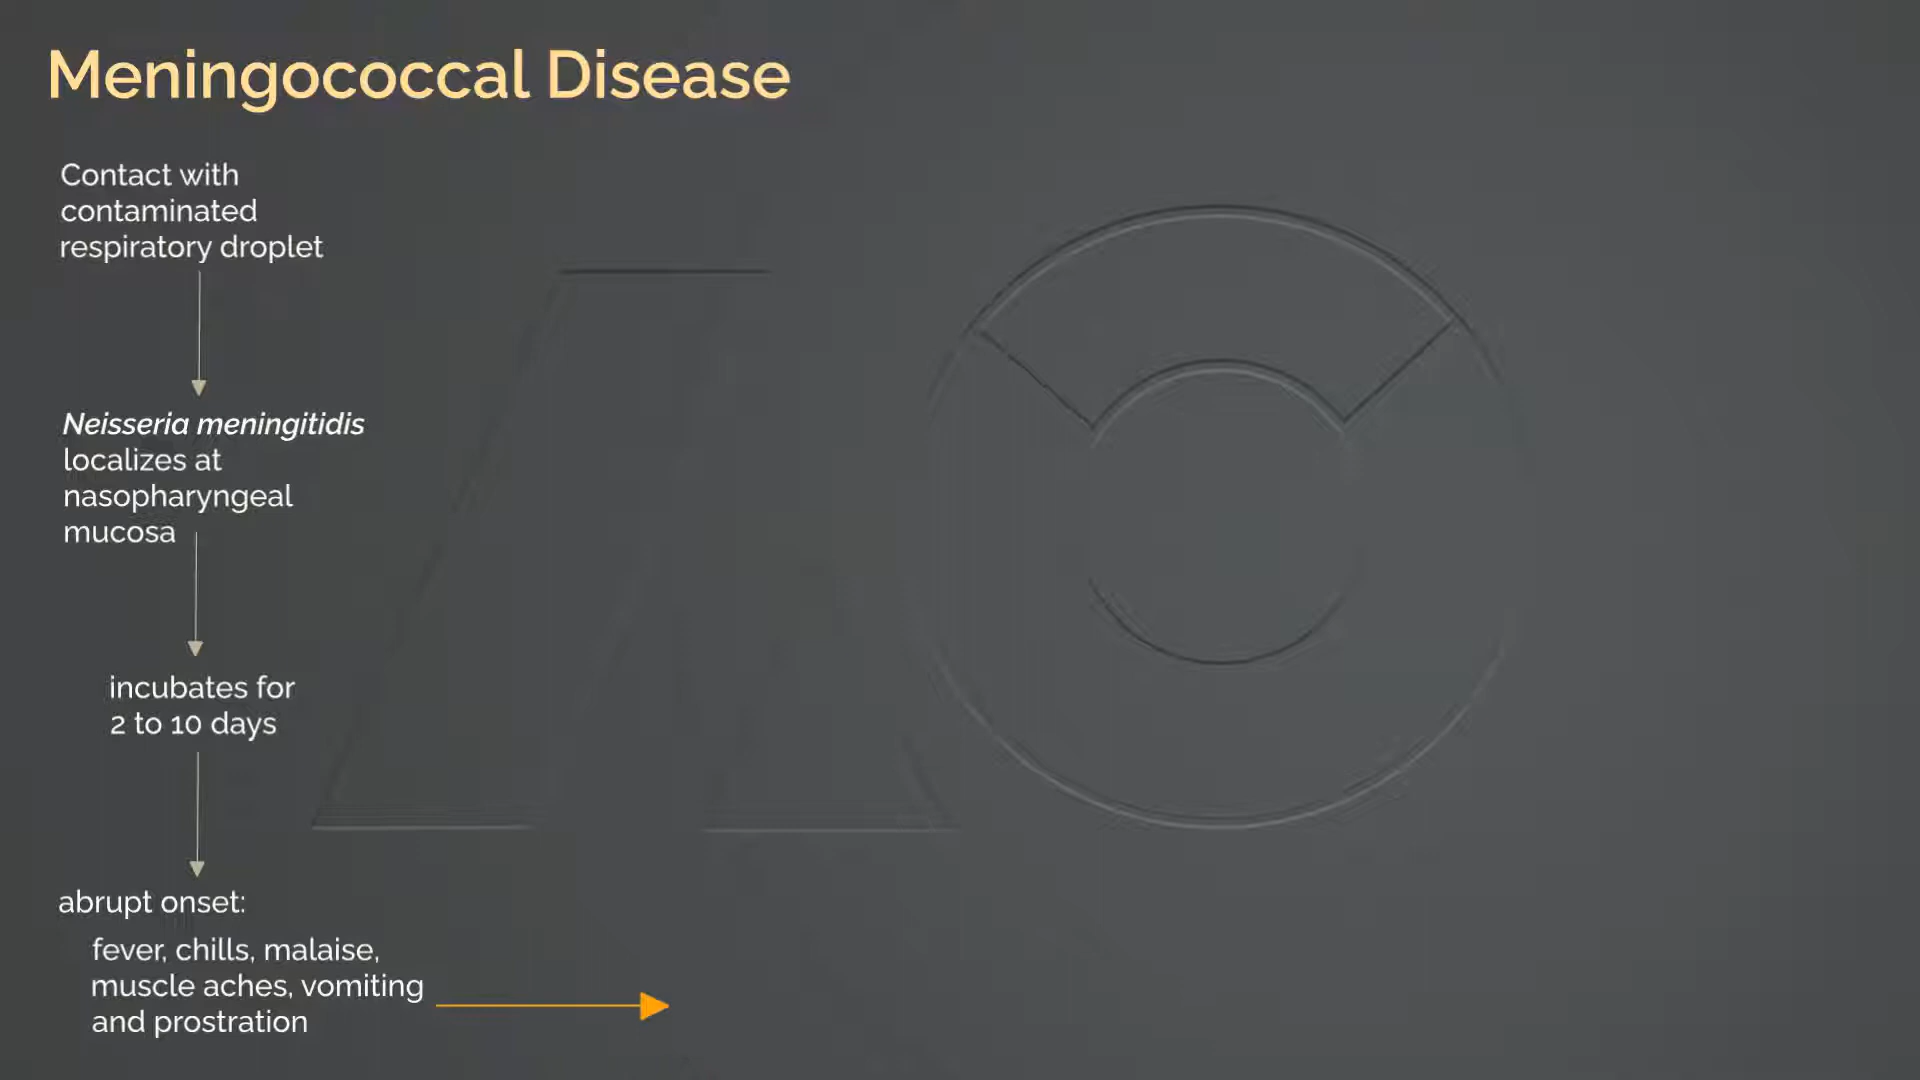 Meningococcal Disease
Contact with
contaminated
respiratory droplet
Neisseria meningitidis
localizes at
nasopharyngeal
mucosa
incubates for
2 to 10 days
abrupt onset:
fever, chills, malaise,
muscle aches, vomiting
and prostration